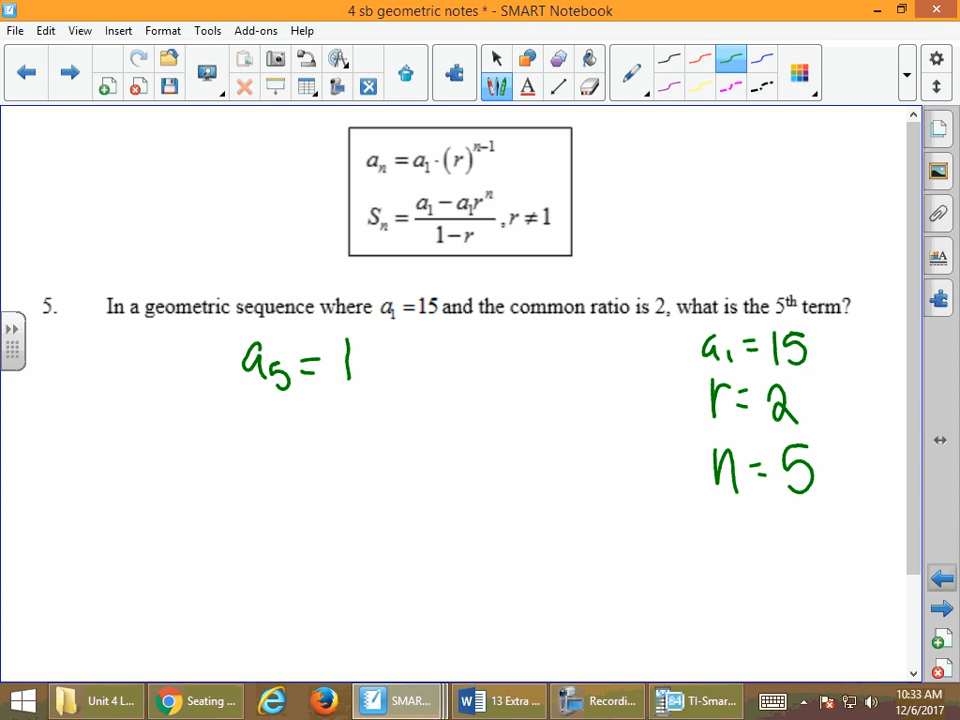 4 sb geometric notes * - SMART Notebook
File Edit View Insert Format Tools Add-ons Help
aₙ = a₁ · (r)ⁿ⁻¹
Sₙ = (a₁ − a₁rⁿ)/(1 − r), r ≠ 1
5. In a geometric sequence where a₁ = 15 and the common ratio is 2, what is the 5th term?
a₅ = 1
a₁ = 15
r = 2
n = 5
Unit 4 L... Seating ... SMAR... 13 Extra ... Recordi... TI-Smar... 10:33 AM
12/6/2017